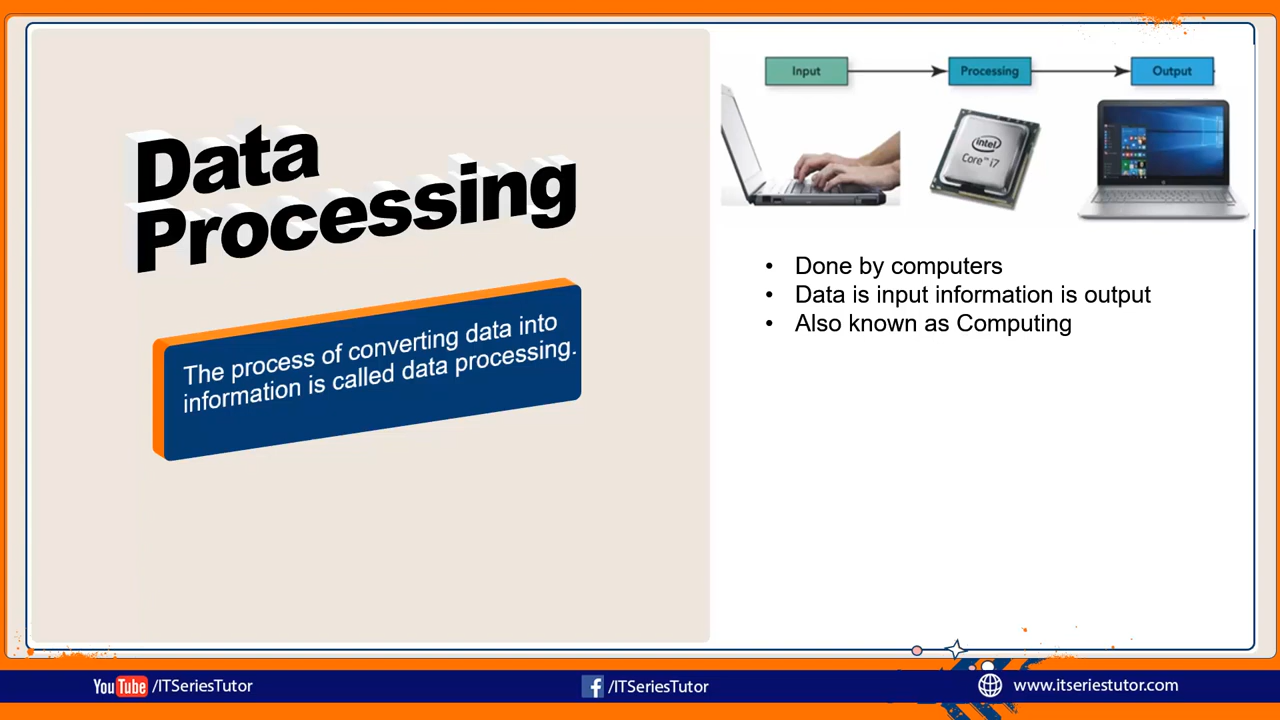 Data
Processing
The process of converting data into
information is called data processing.
Input
Processing
Output
intel
Core™ i7
• Done by computers
• Data is input information is output
• Also known as Computing
YouTube /ITSeriesTutor
f /ITSeriesTutor
www.itseriestutor.com